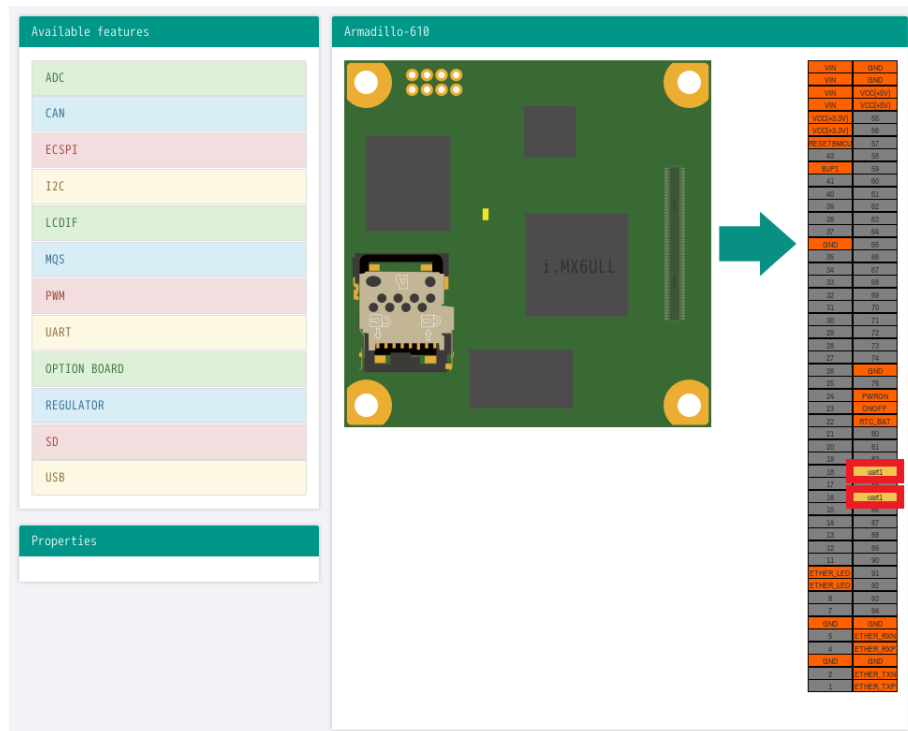 Available features
ADC
CAN
ECSPI
I2C
LCDIF
MQS
PWM
UART
OPTION BOARD
REGULATOR
SD
USB
Properties
Armadillo-610
i.MX6ULL
VIN GND
VIN GND
VIN VCC(+5V)
VIN VCC(+5V)
VCC(+3.3V) 55
VCC(+3.3V) 56
RESETBMCU 57
43 58
BJP1 59
41 60
40 61
39 62
38 63
37 64
GND 65
35 66
34 67
33 68
32 69
31 70
30 71
29 72
28 73
27 74
26 GND
25 76
24 PWRON
23 ONOFF
22 RTC_BAT
21 80
20 81
19
18 uart1
17
16 uart1
15
14 87
13 88
12 89
11 90
ETHER_LED 91
ETHER_LED 92
8 93
7 94
GND GND
5 ETHER_RXN
4 ETHER_RXP
GND GND
2 ETHER_TXN
1 ETHER_TXP